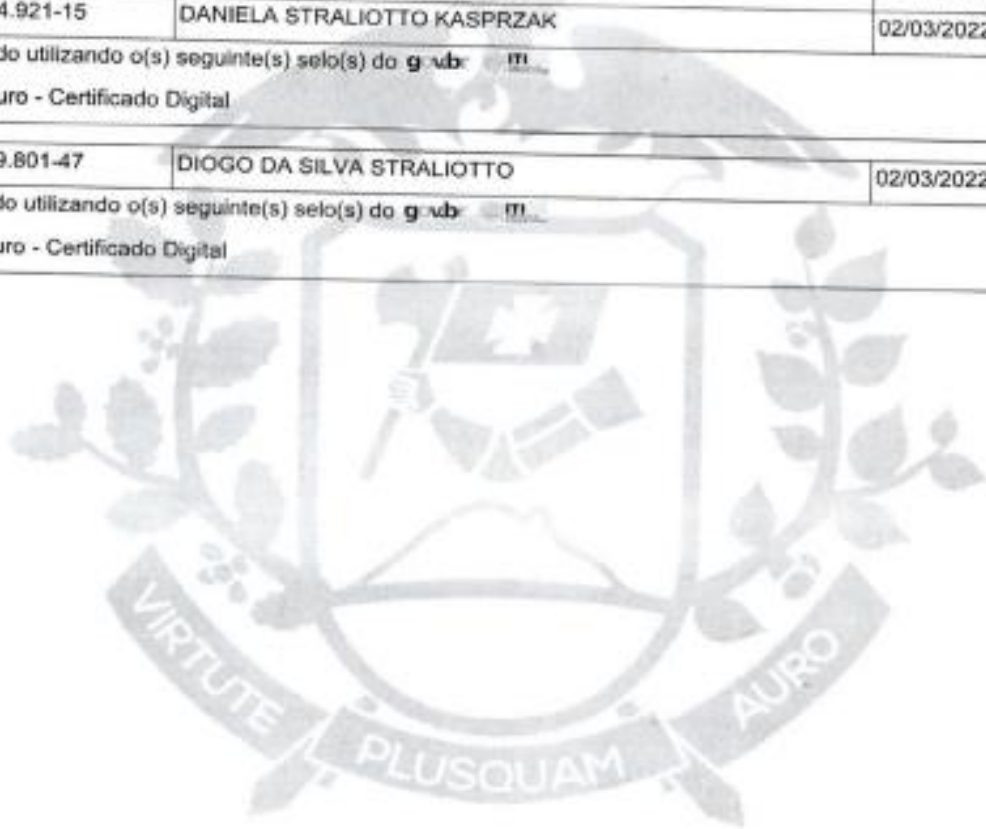 4.921-15 DANIELA STRALIOTTO KASPRZAK 02/03/2022
do utilizando o(s) seguinte(s) selo(s) do
uro - Certificado Digital
9.801-47 DIOGO DA SILVA STRALIOTTO 02/03/2022
do utilizando o(s) seguinte(s) selo(s) do
uro - Certificado Digital
VIRTUTE PLUSQUAM AURO